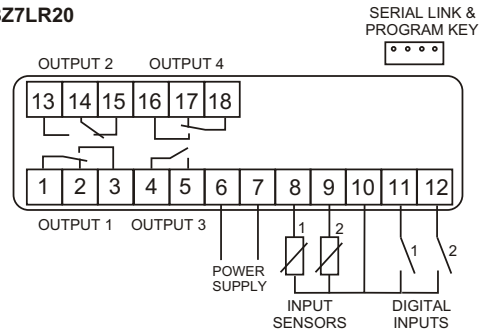 SZ7LR20
SERIAL LINK &
PROGRAM KEY
OUTPUT 2 OUTPUT 4
13 14 15 16 17 18
1 2 3 4 5 6 7 8 9 10 11 12
OUTPUT 1 OUTPUT 3
1 2 1 2
POWER
SUPPLY
INPUT
SENSORS
DIGITAL
INPUTS